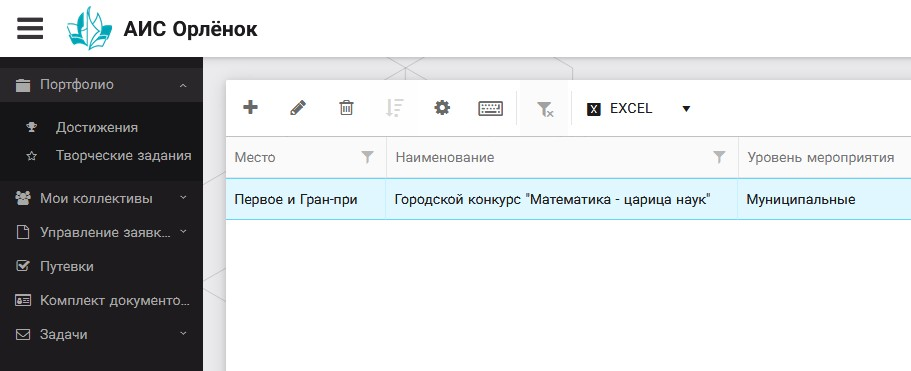 АИС Орлёнок
Портфолио
Достижения
Творческие задания
Мои коллективы
Управление заявк...
Путевки
Комплект документо...
Задачи
EXCEL
Место Наименование Уровень мероприятия
Первое и Гран-при Городской конкурс "Математика - царица наук" Муниципальные